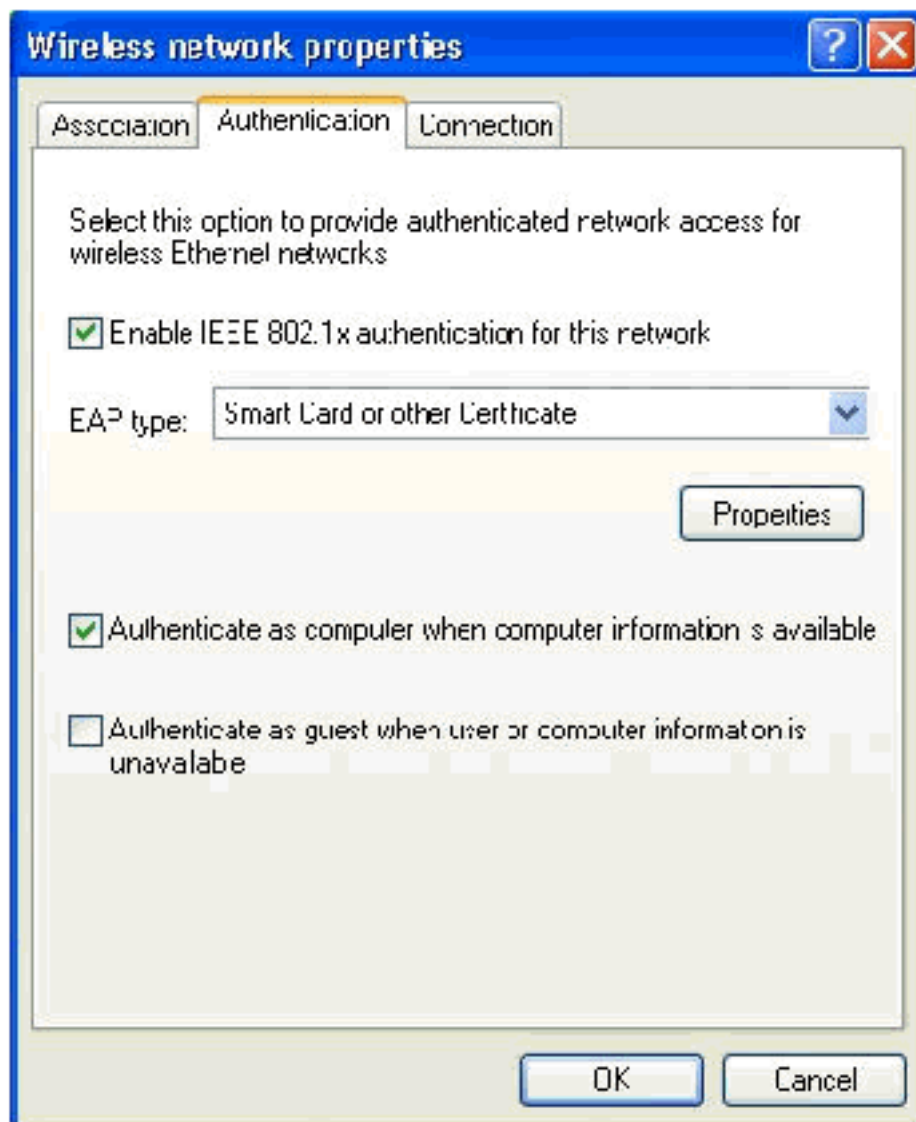 Wireless network properties
Association Authentication Connection
Select this option to provide authenticated network access for
wireless Ethernet networks
Enable IEEE 802.1x authentication for this network
EAP type: Smart Card or other Certificate
Properties
Authenticate as computer when computer information is available
Authenticate as guest when user or computer information is
unavailable
OK Cancel